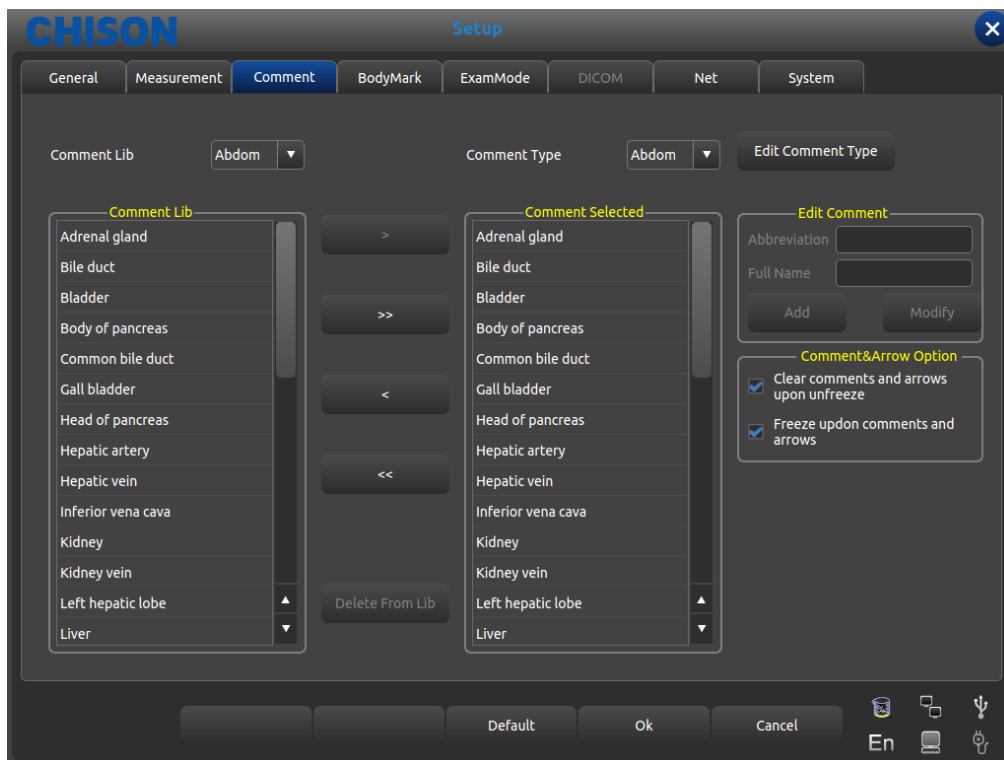 CHISON
Setup
General Measurement Comment BodyMark ExamMode DICOM Net System
Comment Lib Abdom Comment Type Abdom Edit Comment Type
Comment Lib
Adrenal gland
Bile duct
Bladder
Body of pancreas
Common bile duct
Gall bladder
Head of pancreas
Hepatic artery
Hepatic vein
Inferior vena cava
Kidney
Kidney vein
Left hepatic lobe
Liver
>
>>
<
<<
Delete From Lib
Comment Selected
Adrenal gland
Bile duct
Bladder
Body of pancreas
Common bile duct
Gall bladder
Head of pancreas
Hepatic artery
Hepatic vein
Inferior vena cava
Kidney
Kidney vein
Left hepatic lobe
Liver
Edit Comment
Abbreviation
Full Name
Add Modify
Comment&Arrow Option
Clear comments and arrows
upon unfreeze
Freeze updon comments and
arrows
Default Ok Cancel
En